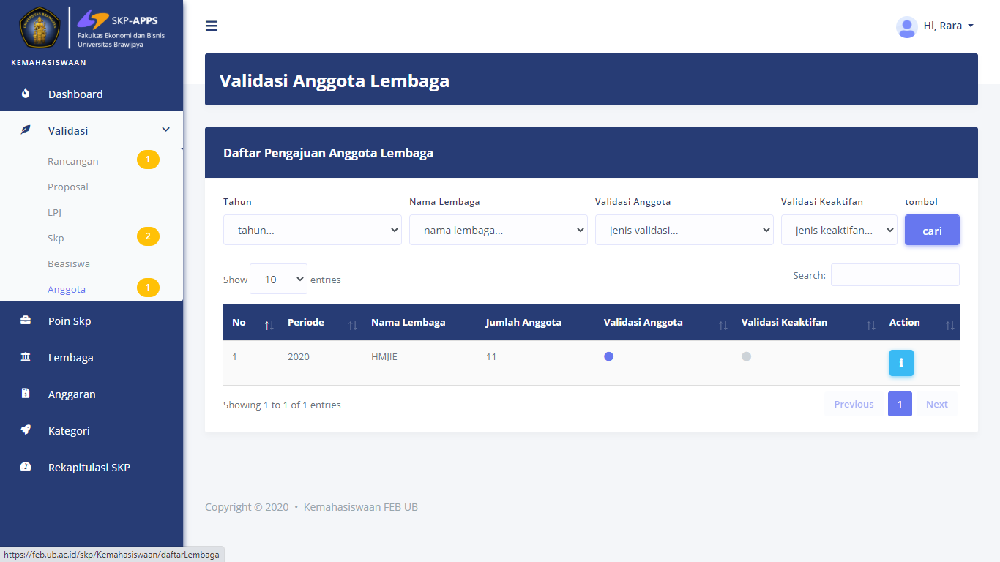 UNIVERSITAS BRAWIJAYA
SKP-APPS
Fakultas Ekonomi dan Bisnis
Universitas Brawijaya
KEMAHASISWAAN
Dashboard
Validasi
Rancangan 1
Proposal
LPJ
Skp 2
Beasiswa
Anggota 1
Poin Skp
Lembaga
Anggaran
Kategori
Rekapitulasi SKP
https://feb.ub.ac.id/skp/Kemahasiswaan/daftarLembaga
Hi, Rara
Validasi Anggota Lembaga
Daftar Pengajuan Anggota Lembaga
Tahun Nama Lembaga Validasi Anggota Validasi Keaktifan tombol
tahun... nama lembaga... jenis validasi... jenis keaktifan... cari
Show 10 entries Search:
No Periode Nama Lembaga Jumlah Anggota Validasi Anggota Validasi Keaktifan Action
1 2020 HMJIE 11
Showing 1 to 1 of 1 entries Previous 1 Next
Copyright © 2020 • Kemahasiswaan FEB UB